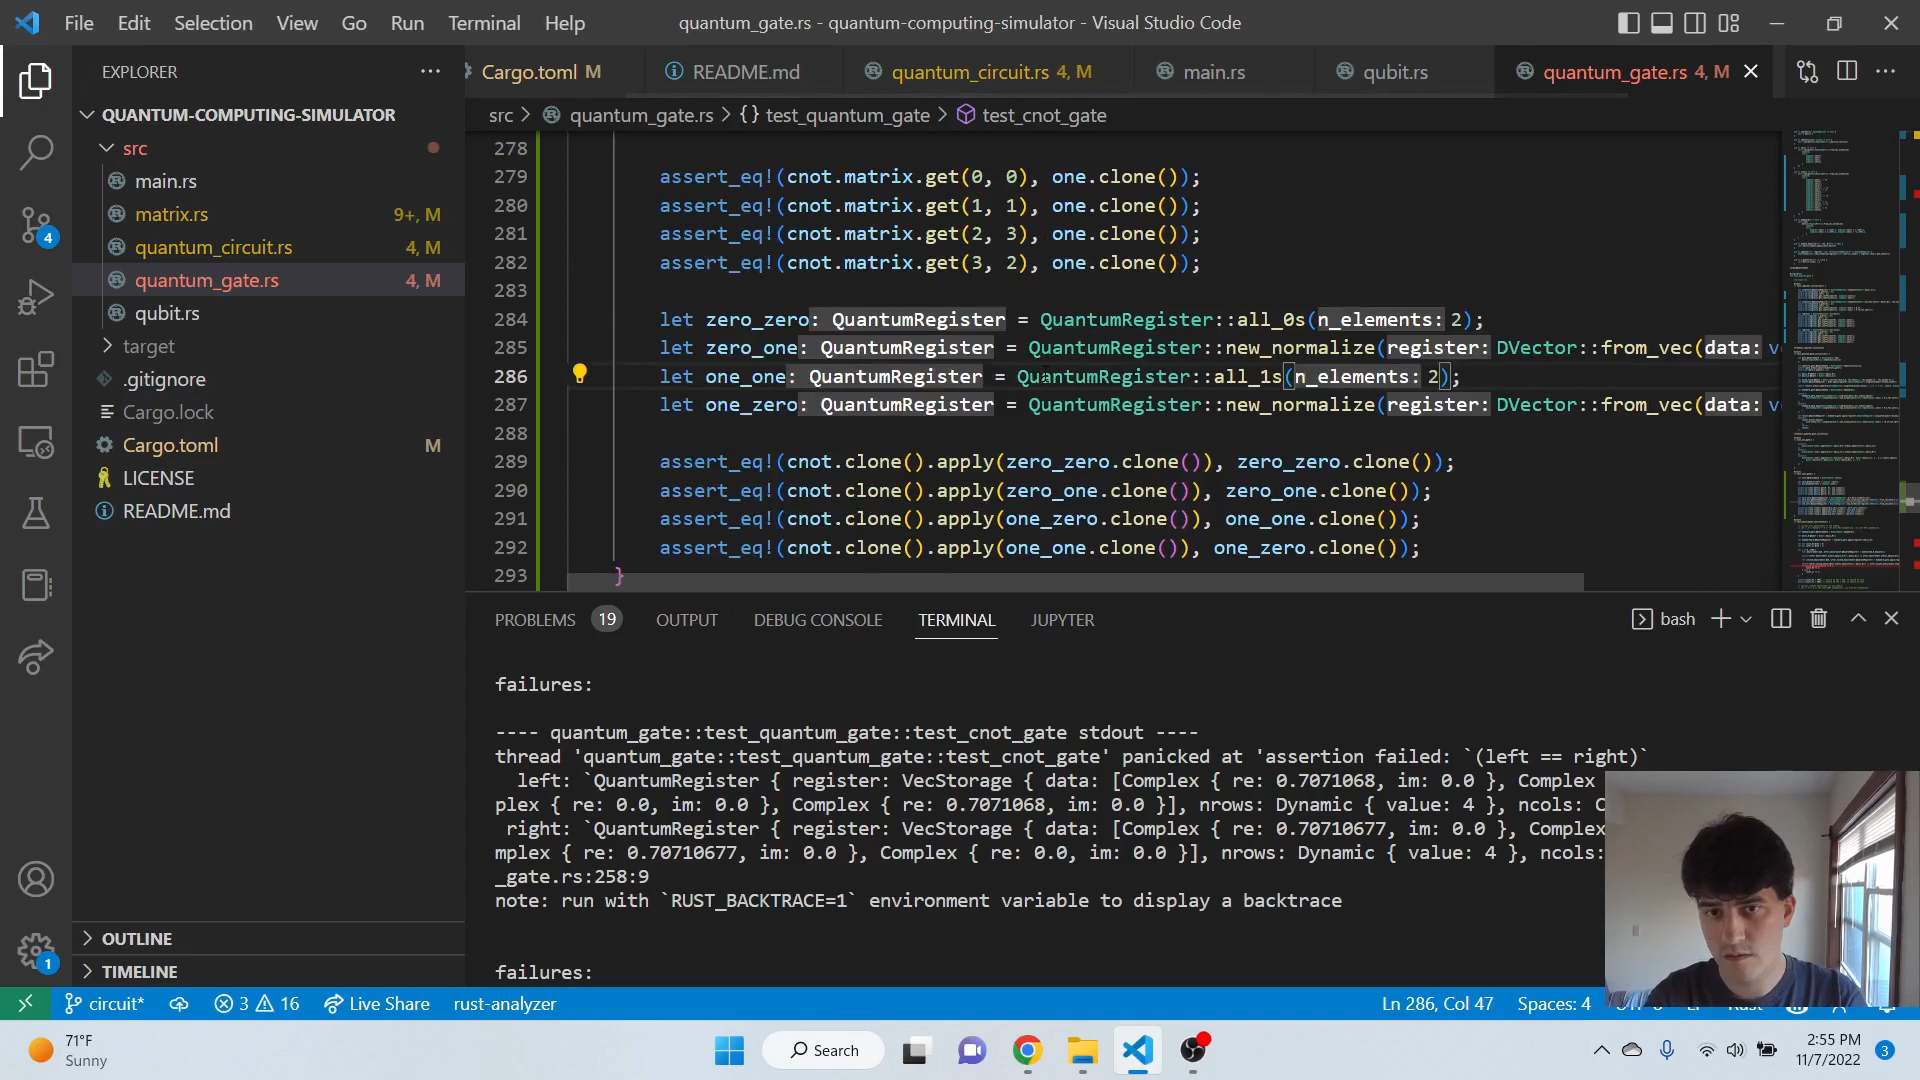 File Edit Selection View Go Run Terminal Help
quantum_gate.rs - quantum-computing-simulator - Visual Studio Code
EXPLORER
Cargo.toml M
README.md
quantum_circuit.rs 4, M
main.rs
qubit.rs
quantum_gate.rs 4, M
QUANTUM-COMPUTING-SIMULATOR
src
main.rs
matrix.rs 9+, M
quantum_circuit.rs 4, M
quantum_gate.rs 4, M
qubit.rs
target
.gitignore
Cargo.lock
Cargo.toml M
LICENSE
README.md
OUTLINE
TIMELINE
4
1
src > quantum_gate.rs > {} test_quantum_gate > test_cnot_gate
278
279 assert_eq!(cnot.matrix.get(0, 0), one.clone());
280 assert_eq!(cnot.matrix.get(1, 1), one.clone());
281 assert_eq!(cnot.matrix.get(2, 3), one.clone());
282 assert_eq!(cnot.matrix.get(3, 2), one.clone());
283
284 let zero_zero: QuantumRegister = QuantumRegister::all_0s(n_elements: 2);
285 let zero_one: QuantumRegister = QuantumRegister::new_normalize(register: DVector::from_vec(data: v
286 let one_one: QuantumRegister = QuantumRegister::all_1s(n_elements: 2);
287 let one_zero: QuantumRegister = QuantumRegister::new_normalize(register: DVector::from_vec(data: v
288
289 assert_eq!(cnot.clone().apply(zero_zero.clone()), zero_zero.clone());
290 assert_eq!(cnot.clone().apply(zero_one.clone()), zero_one.clone());
291 assert_eq!(cnot.clone().apply(one_zero.clone()), one_one.clone());
292 assert_eq!(cnot.clone().apply(one_one.clone()), one_zero.clone());
293 }
PROBLEMS 19 OUTPUT DEBUG CONSOLE TERMINAL JUPYTER
bash
failures:
---- quantum_gate::test_quantum_gate::test_cnot_gate stdout ----
thread 'quantum_gate::test_quantum_gate::test_cnot_gate' panicked at 'assertion failed: `(left == right)`
left: `QuantumRegister { register: VecStorage { data: [Complex { re: 0.7071068, im: 0.0 }, Complex
plex { re: 0.0, im: 0.0 }, Complex { re: 0.7071068, im: 0.0 }], nrows: Dynamic { value: 4 }, ncols: C
right: `QuantumRegister { register: VecStorage { data: [Complex { re: 0.70710677, im: 0.0 }, Complex
mplex { re: 0.70710677, im: 0.0 }, Complex { re: 0.0, im: 0.0 }], nrows: Dynamic { value: 4 }, ncols:
_gate.rs:258:9
note: run with `RUST_BACKTRACE=1` environment variable to display a backtrace
failures:
circuit* 3 16 Live Share rust-analyzer
Ln 286, Col 47 Spaces: 4
71°F
Sunny
Search
2:55 PM
11/7/2022
3